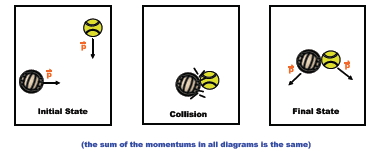 p
p
Initial State
Collision
p
p
Final State
(the sum of the momentums in all diagrams is the same)